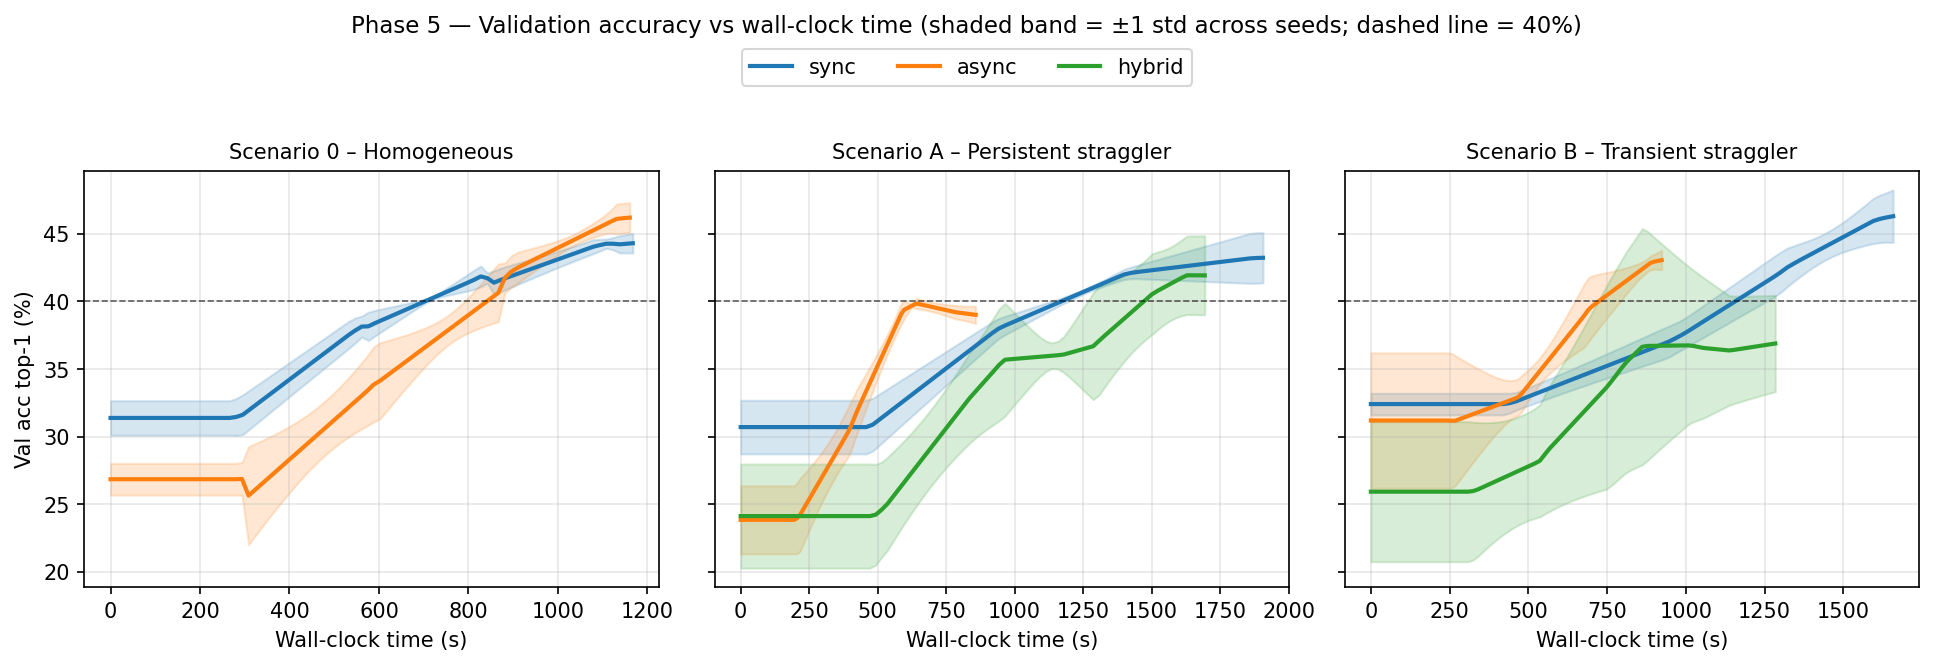 Phase 5 — Validation accuracy vs wall-clock time (shaded band = ±1 std across seeds; dashed line = 40%)
sync async hybrid
Scenario 0 – Homogeneous
Val acc top-1 (%)
45
40
35
30
25
20
0 200 400 600 800 1000 1200
Wall-clock time (s)
Scenario A – Persistent straggler
0 250 500 750 1000 1250 1500 1750 2000
Wall-clock time (s)
Scenario B – Transient straggler
0 250 500 750 1000 1250 1500
Wall-clock time (s)